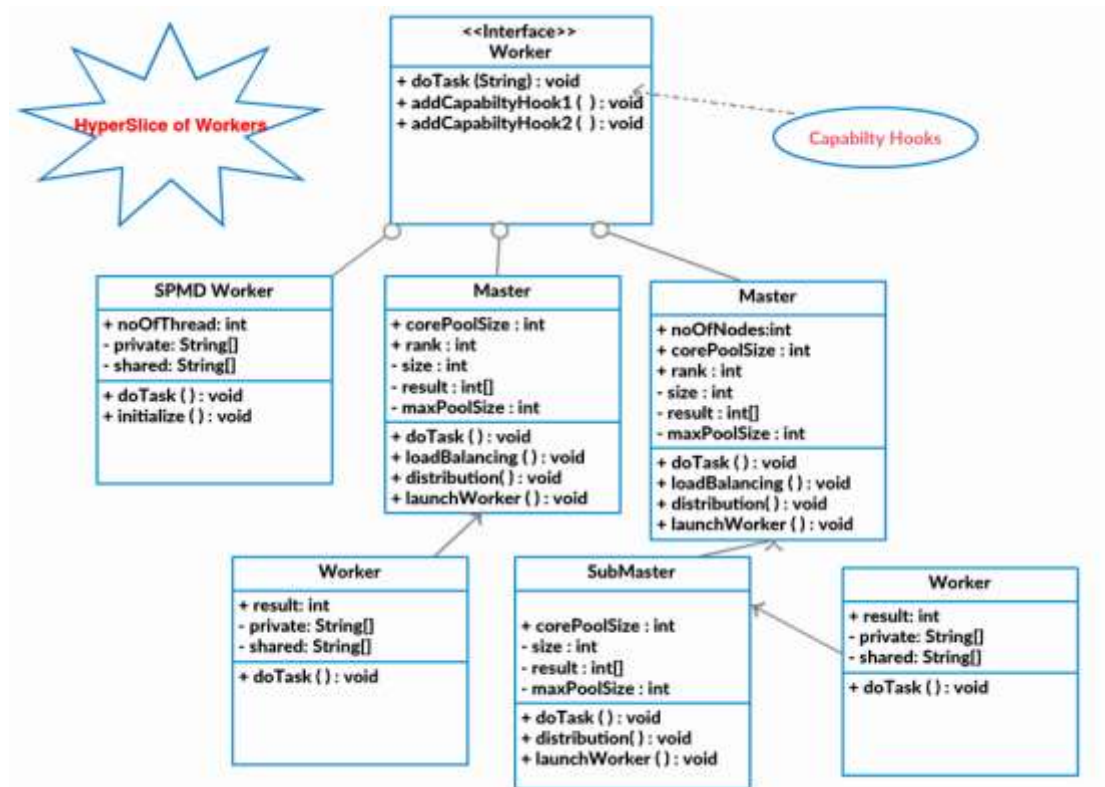 <<Interface>>
Worker
+ doTask (String) : void
+ addCapabiltyHook1 ( ) : void
+ addCapabiltyHook2 ( ) : void
HyperSlice of Workers
Capabilty Hooks
SPMD Worker
+ noOfThread: int
- private: String[]
- shared: String[]
+ doTask ( ) : void
+ initialize ( ) : void
Master
+ corePoolSize : int
+ rank : int
- size : int
- result : int[]
- maxPoolSize : int
+ doTask ( ) : void
+ loadBalancing ( ) : void
+ distribution( ) : void
+ launchWorker ( ) : void
Master
+ noOfNodes:int
+ corePoolSize : int
+ rank : int
- size : int
- result : int[]
- maxPoolSize : int
+ doTask ( ) : void
+ loadBalancing ( ) : void
+ distribution( ) : void
+ launchWorker ( ) : void
Worker
+ result: int
- private: String[]
- shared: String[]
+ doTask ( ) : void
SubMaster
+ corePoolSize : int
- size : int
- result : int[]
- maxPoolSize : int
+ doTask ( ) : void
+ distribution( ) : void
+ launchWorker ( ) : void
Worker
+ result: int
- private: String[]
- shared: String[]
+ doTask ( ) : void